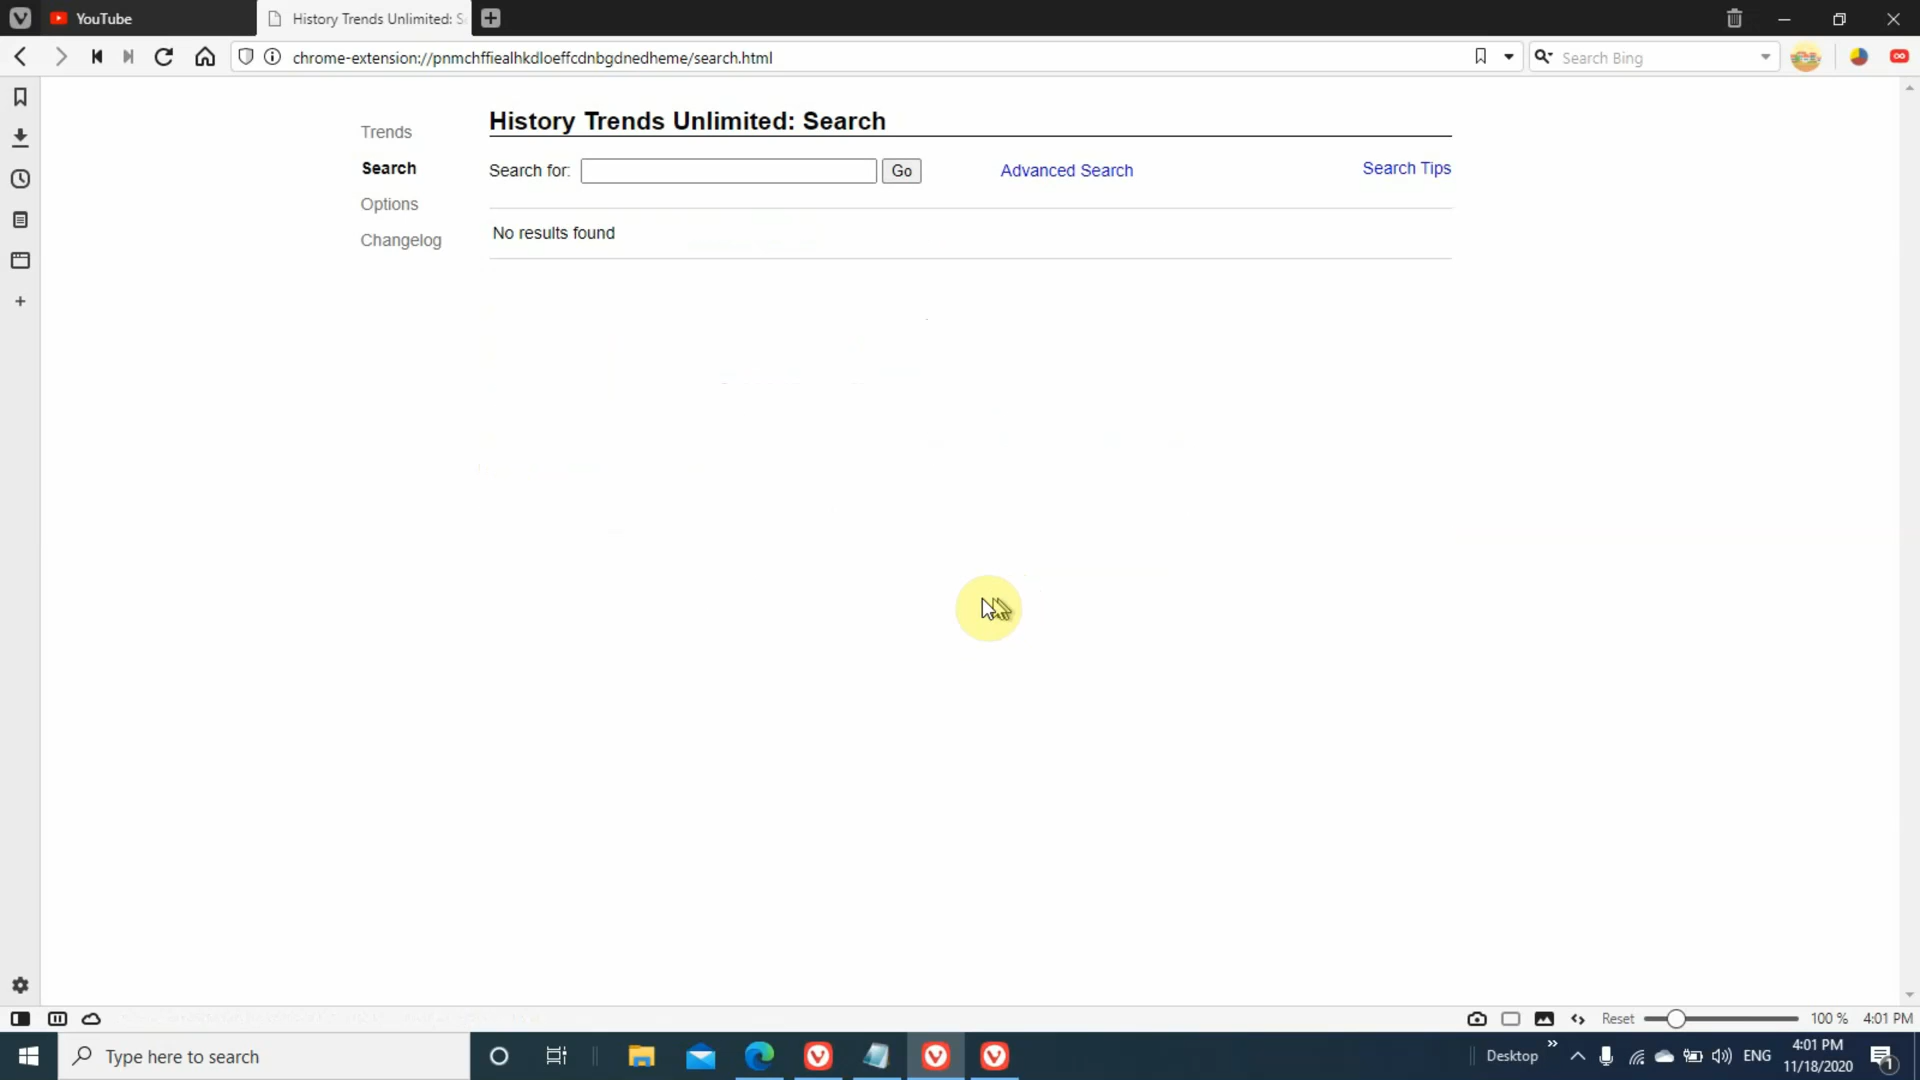 YouTube
History Trends Unlimited: S
chrome-extension://pnmchffiealhkdloeffcdnbgdnedheme/search.html
Search Bing
Trends
Search
Options
Changelog
History Trends Unlimited: Search
Search for:
Go
Advanced Search
Search Tips
No results found
Reset
100 %
4:01 PM
Type here to search
Desktop
ENG
4:01 PM
11/18/2020
1